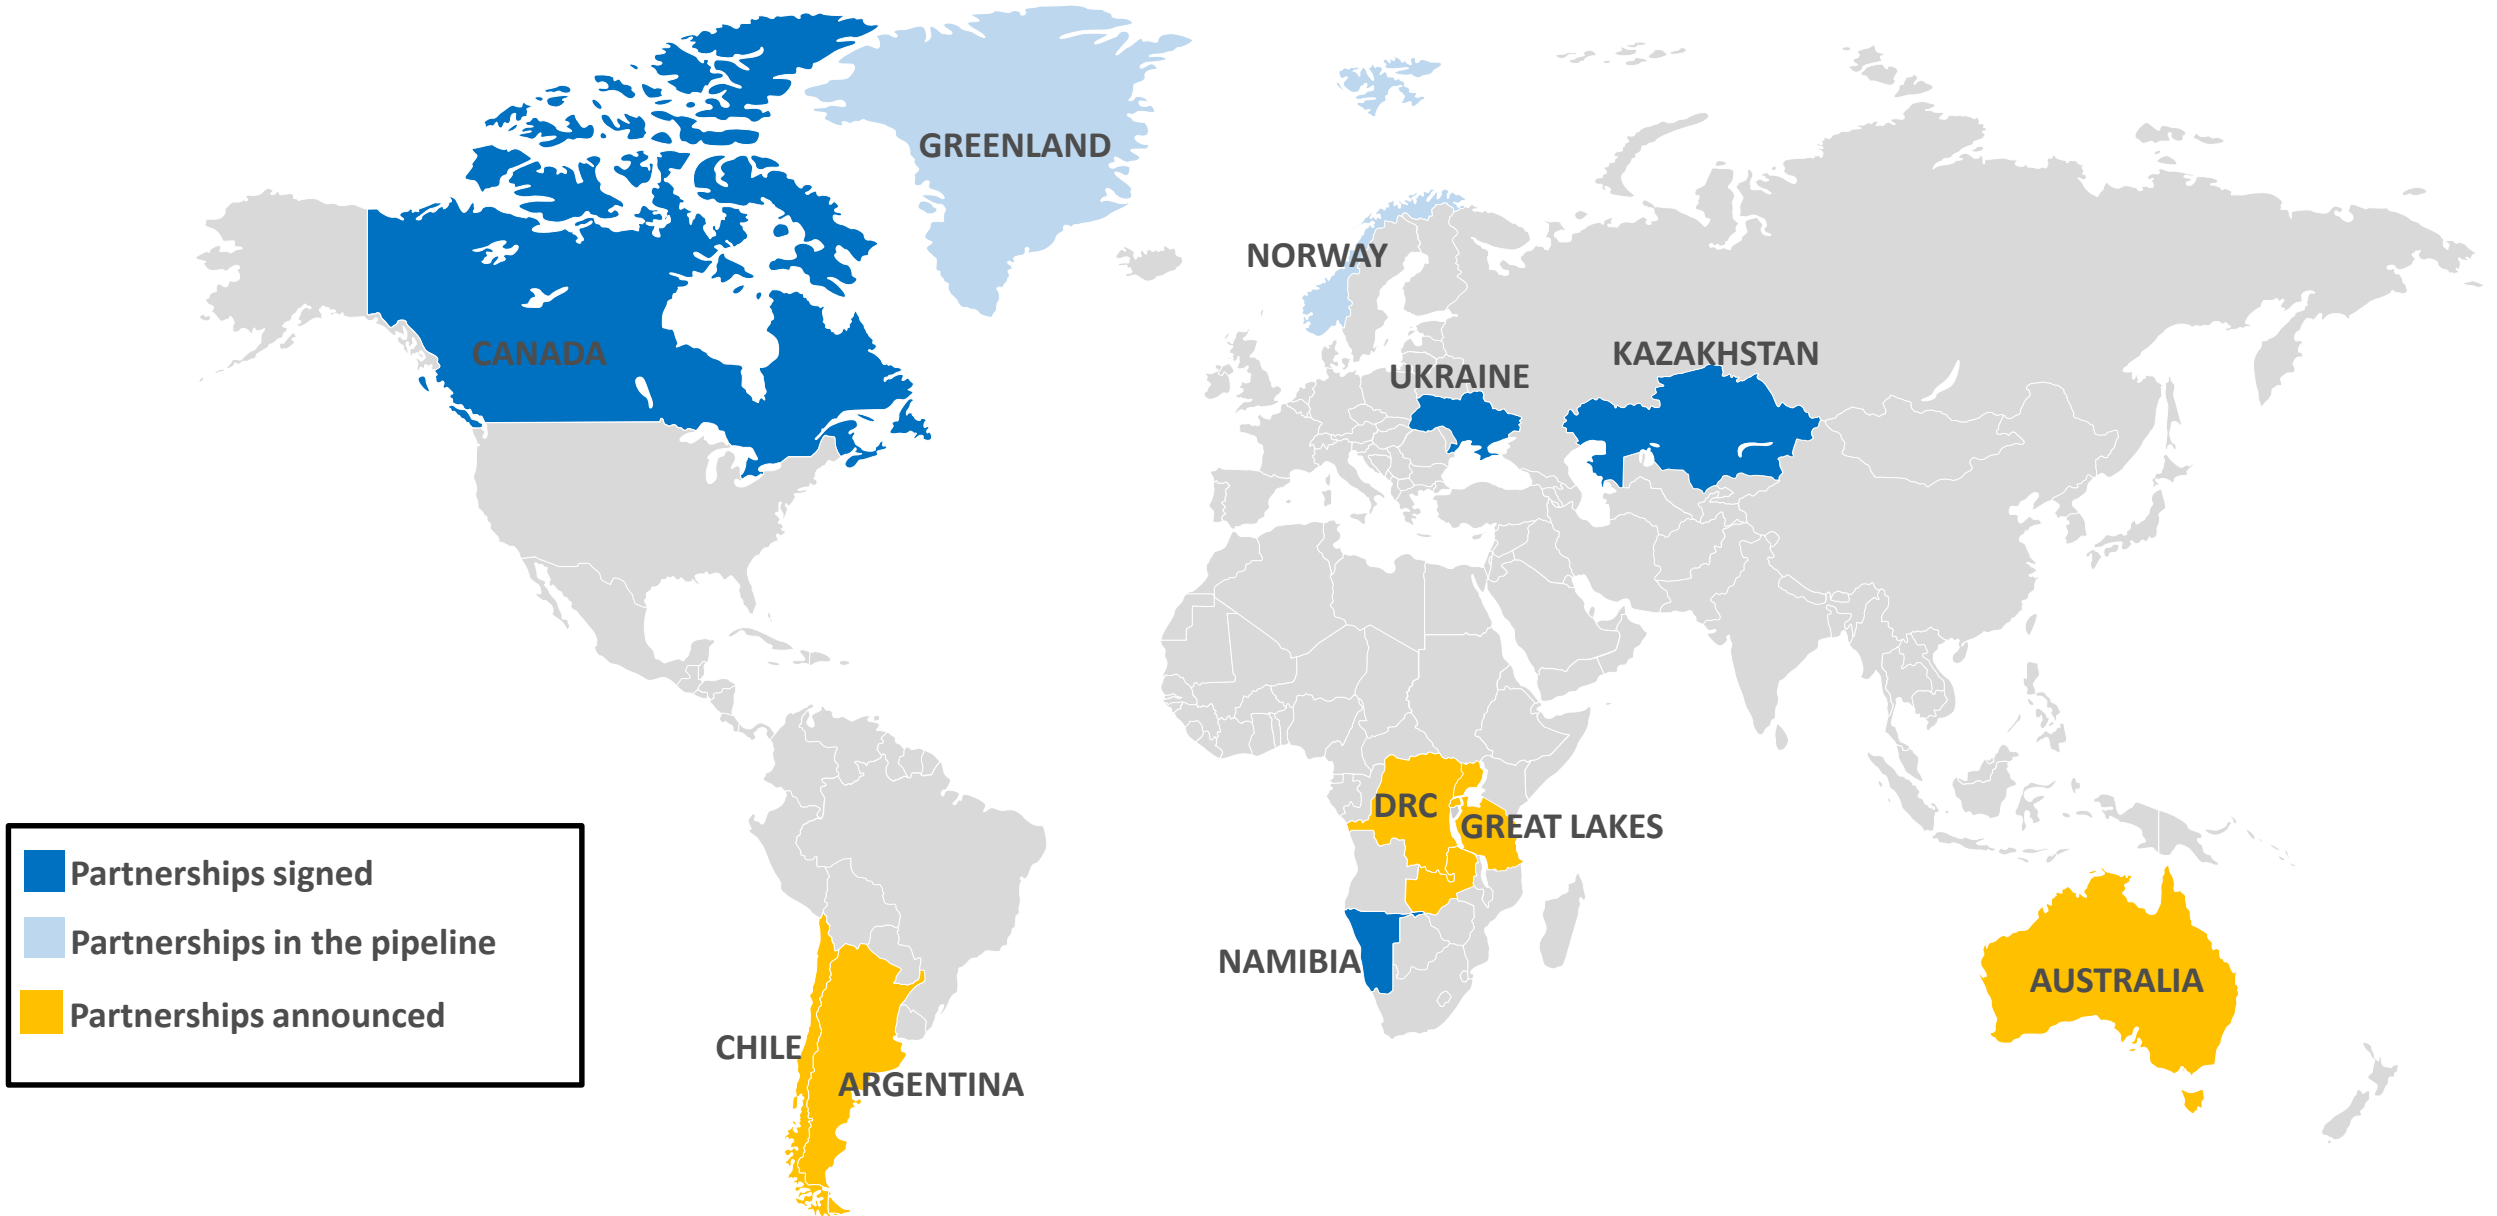 GREENLAND
NORWAY
CANADA
UKRAINE
KAZAKHSTAN
DRC
GREAT LAKES
NAMIBIA
AUSTRALIA
CHILE
ARGENTINA
Partnerships signed
Partnerships in the pipeline
Partnerships announced